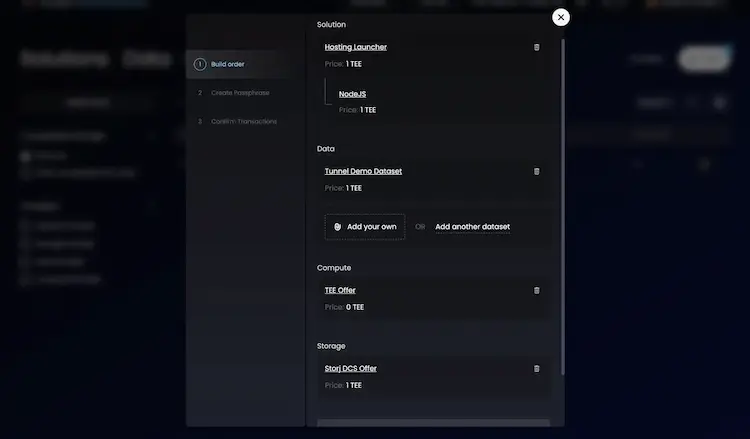 Solution
1 Build order
Hosting Launcher
Price: 1 TEE
2 Create Passphrase
NodeJS
Price: 1 TEE
3 Confirm Transactions
Data
Tunnel Demo Dataset
Price: 1 TEE
Add your own OR Add another dataset
Compute
TEE Offer
Price: 0 TEE
Storage
Storj DCS Offer
Price: 1 TEE
Solutions Data